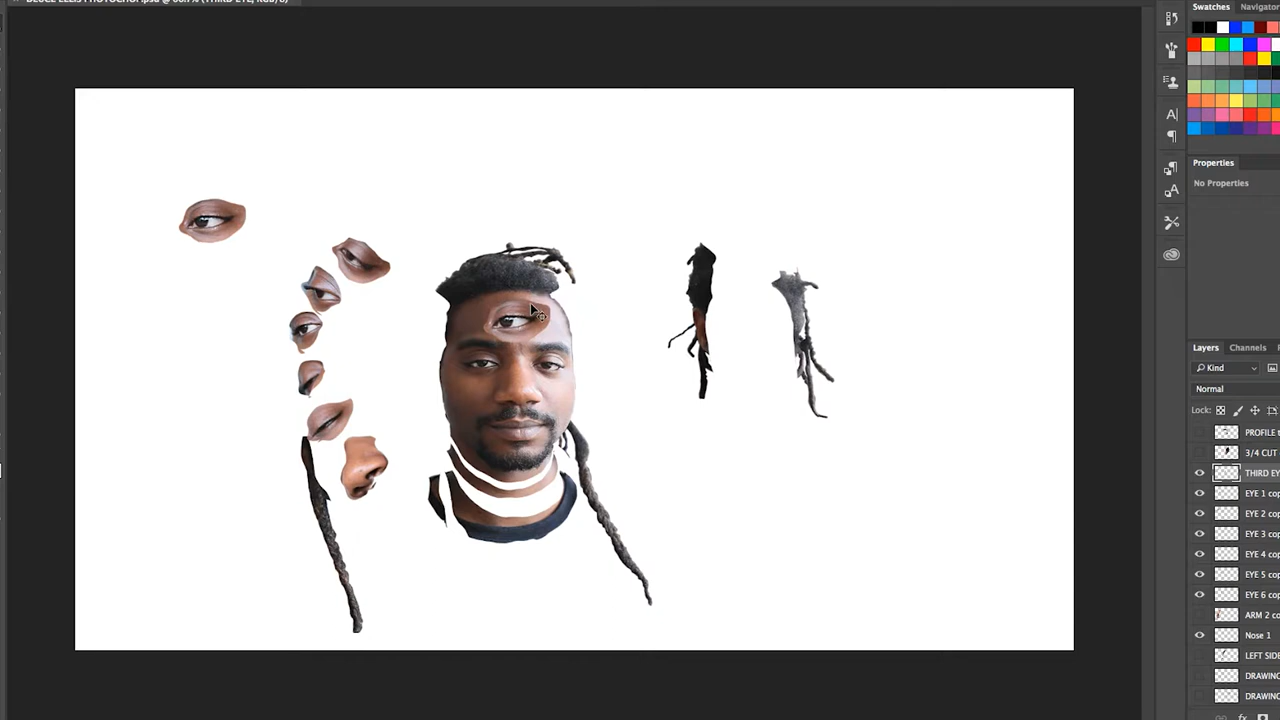 Swatches Navigator
A|
Properties
No Properties
A
Layers Channels
Kind
Normal
Lock:
PROFILE
3/4 CUT
THIRD EY
EYE 1 cop
EYE 2 cop
EYE 3 cop
EYE 4 cop
EYE 5 cop
EYE 6 cop
ARM 2 co
Nose 1
LEFT SIDE
DRAWING
DRAWING
fx